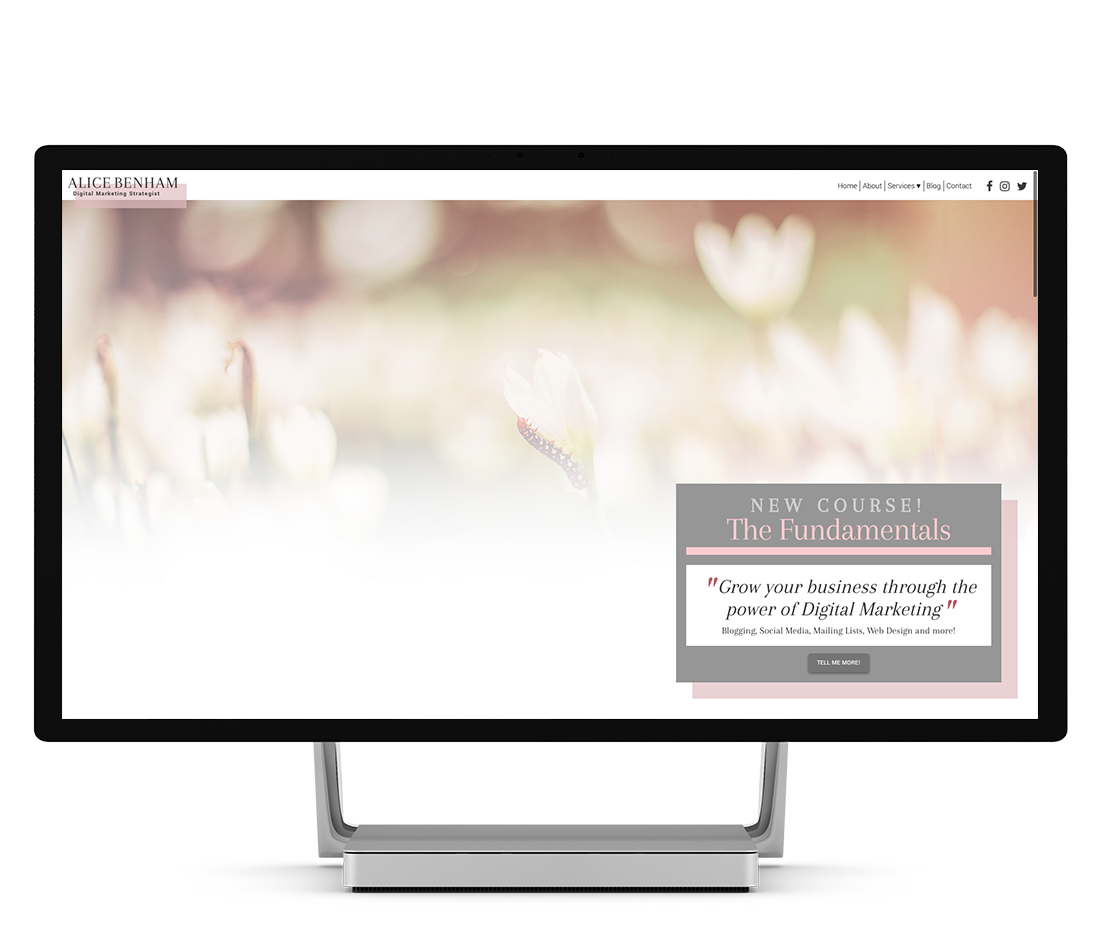 ALICE BENHAM
Digital Marketing Strategist
Home | About | Services ▾ | Blog | Contact
NEW COURSE!
The Fundamentals
"Grow your business through the
power of Digital Marketing"
Blogging, Social Media, Mailing Lists, Web Design and more!
TELL ME MORE!